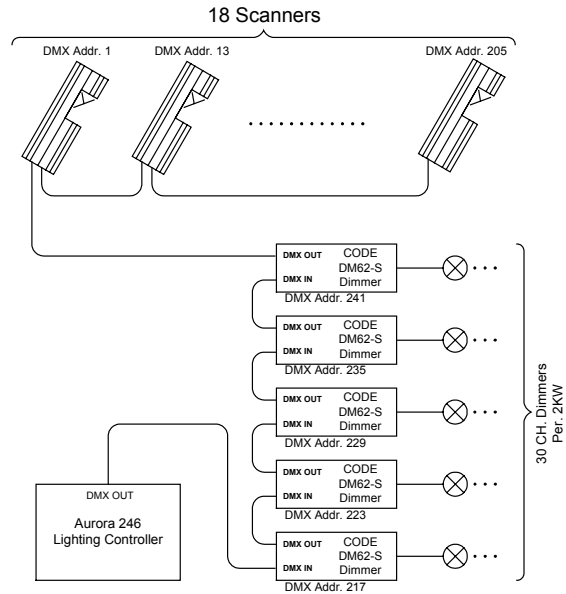 18 Scanners
DMX Addr. 1
DMX Addr. 13
DMX Addr. 205
DMX OUT
CODE
DM62-S
DMX IN
Dimmer
DMX Addr. 241
DMX OUT
CODE
DM62-S
DMX IN
Dimmer
DMX Addr. 235
DMX OUT
CODE
DM62-S
DMX IN
Dimmer
DMX Addr. 229
DMX OUT
CODE
DM62-S
DMX IN
Dimmer
DMX Addr. 223
DMX OUT
CODE
DM62-S
DMX IN
Dimmer
DMX Addr. 217
30 CH. Dimmers
Per. 2KW
DMX OUT
Aurora 246
Lighting Controller